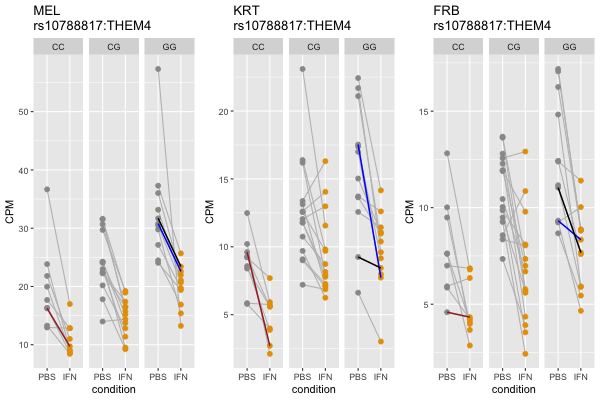 MEL
rs10788817:THEM4
CC CG GG
CPM
50
40
30
20
10
PBS IFN PBS IFN PBS IFN
condition
KRT
rs10788817:THEM4
CC CG GG
CPM
20
15
10
5
PBS IFN PBS IFN PBS IFN
condition
FRB
rs10788817:THEM4
CC CG GG
CPM
15
10
5
PBS IFN PBS IFN PBS IFN
condition